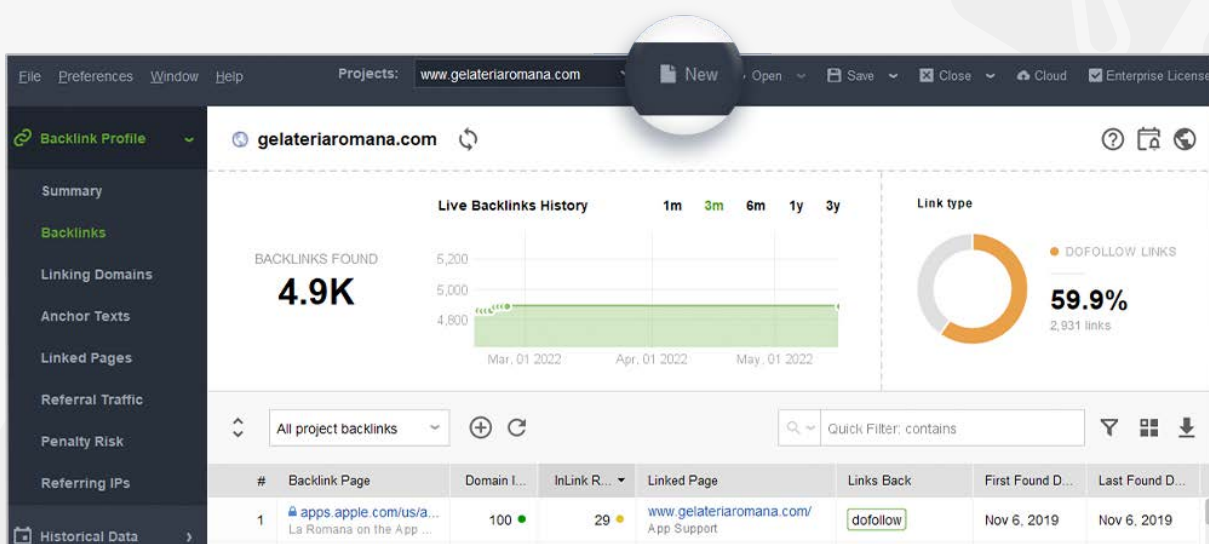 File Preferences Window Help Projects: www.gelateriaromana.com New Open Save Close Cloud Enterprise License
Backlink Profile
gelateriaromana.com
Summary
Backlinks
Linking Domains
Anchor Texts
Linked Pages
Referral Traffic
Penalty Risk
Referring IPs
Historical Data
Live Backlinks History 1m 3m 6m 1y 3y
BACKLINKS FOUND
4.9K
5,200
5,000
4,800
Mar. 01 2022 Apr. 01 2022 May. 01 2022
Link type
DOFOLLOW LINKS
59.9%
2,931 links
All project backlinks
Quick Filter: contains
# Backlink Page Domain I... InLink R... Linked Page Links Back First Found D... Last Found D...
1 apps.apple.com/us/a... 100 29 www.gelateriaromana.com/ dofollow Nov 6, 2019 Nov 6, 2019
La Romana on the App ... App Support